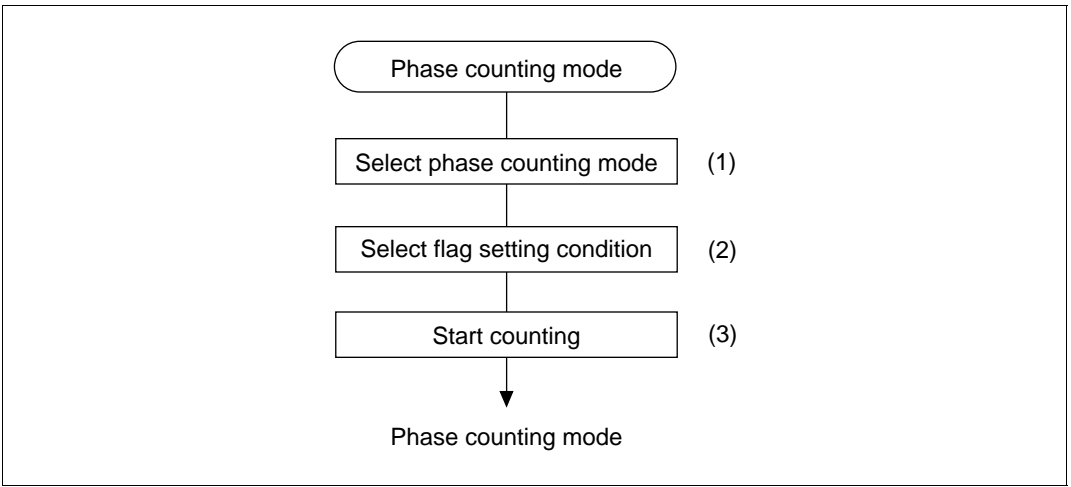 Phase counting mode
Select phase counting mode (1)
Select flag setting condition (2)
Start counting (3)
Phase counting mode